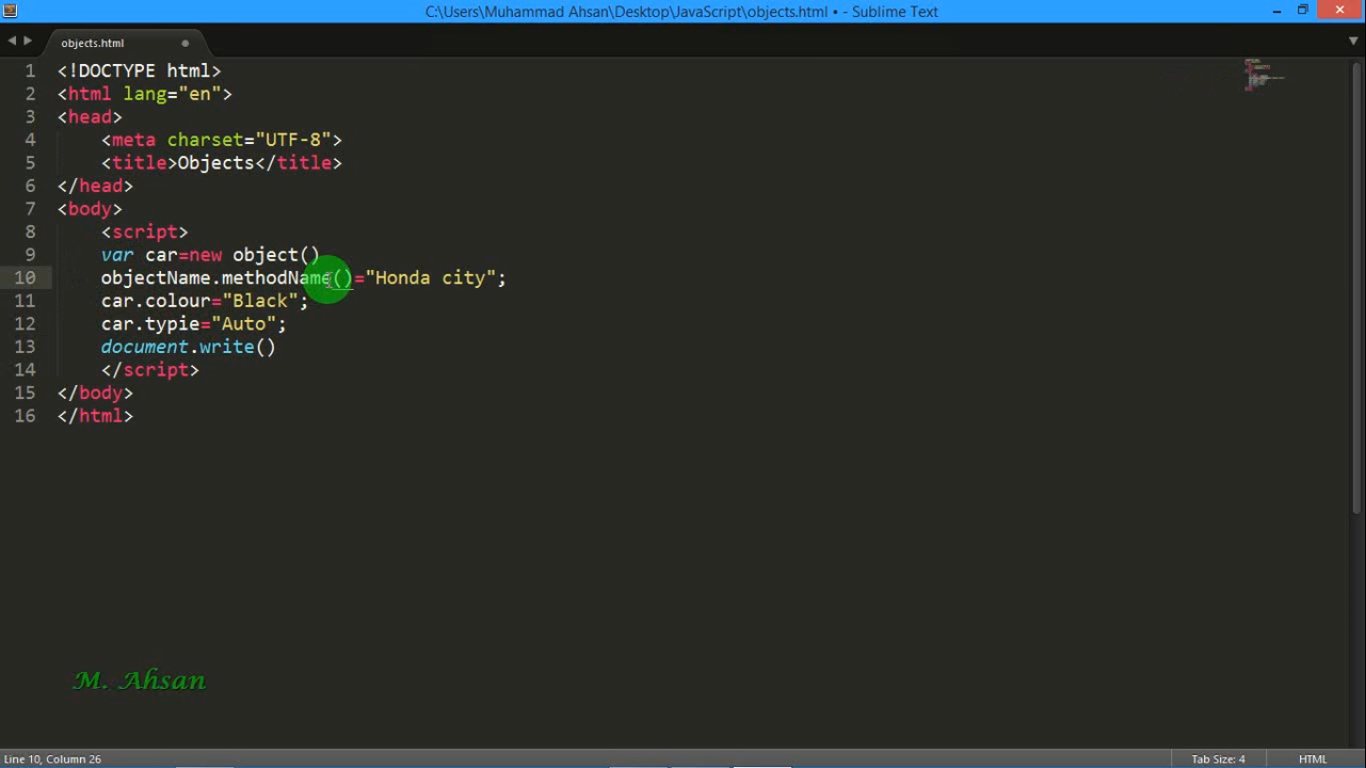 C:\Users\Muhammad Ahsan\Desktop\JavaScript\objects.html • - Sublime Text
objects.html
1 <!DOCTYPE html>
2 <html lang="en">
3 <head>
4 <meta charset="UTF-8">
5 <title>Objects</title>
6 </head>
7 <body>
8 <script>
9 var car=new object()
10 objectName.methodName()="Honda city";
11 car.colour="Black";
12 car.typie="Auto";
13 document.write()
14 </script>
15 </body>
16 </html>
M. Ahsan
Line 10, Column 26 Tab Size: 4 HTML